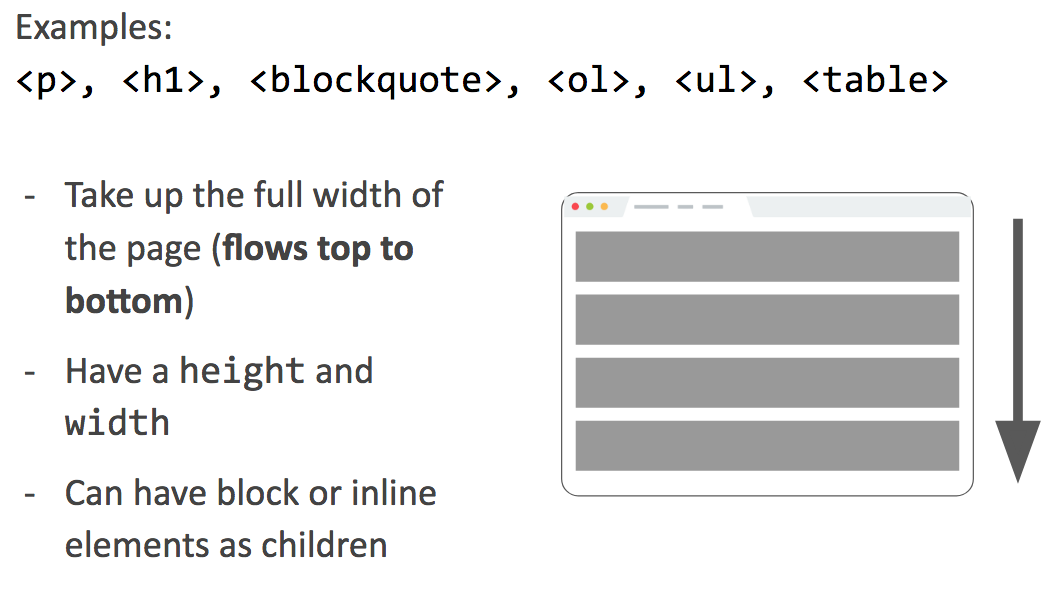 Examples:
<p>, <h1>, <blockquote>, <ol>, <ul>, <table>
- Take up the full width of
the page (flows top to
bottom)
- Have a height and
width
- Can have block or inline
elements as children